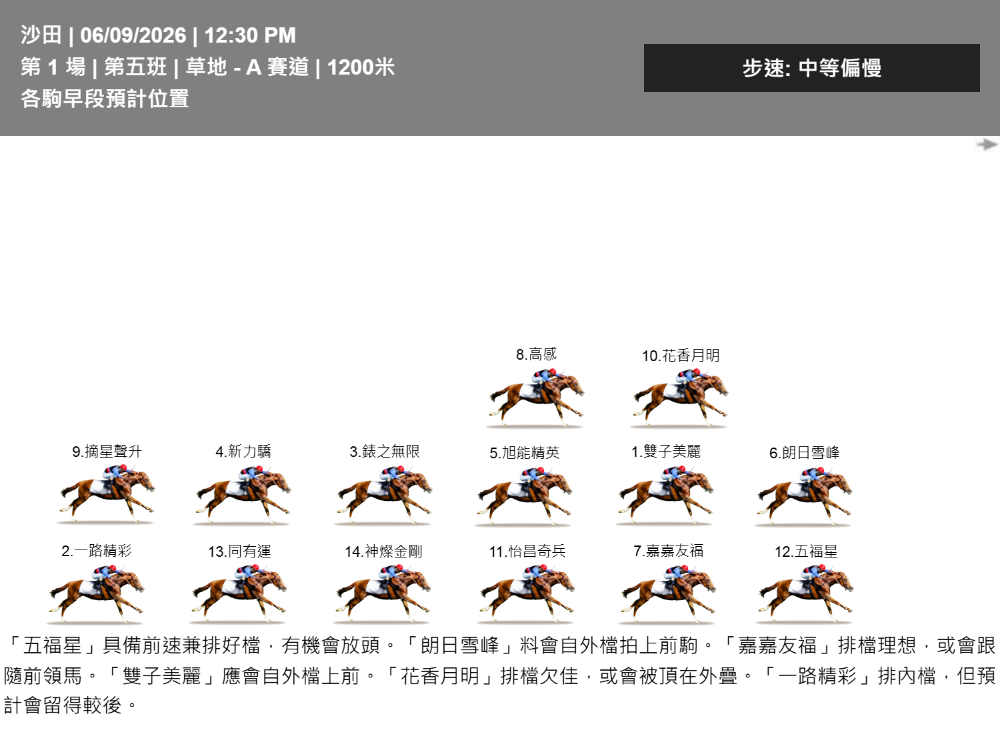 沙田 | 06/09/2026 | 12:30 PM
第 1 場 | 第五班 | 草地 - A 賽道 | 1200米
各駒早段預計位置
步速: 中等偏慢
8.高感
10.花香月明
9.摘星聲升
4.新力驕
3.錶之無限
5.旭能精英
1.雙子美麗
6.朗日雪峰
2.一路精彩
13.同有運
14.神燦金剛
11.怡昌奇兵
7.嘉嘉友福
12.五福星
「五福星」具備前速兼排好檔，有機會放頭。「朗日雪峰」料會自外檔拍上前駒。「嘉嘉友福」排檔理想，或會跟
隨前領馬。「雙子美麗」應會自外檔上前。「花香月明」排檔欠佳，或會被頂在外疊。「一路精彩」排內檔，但預
計會留得較後。